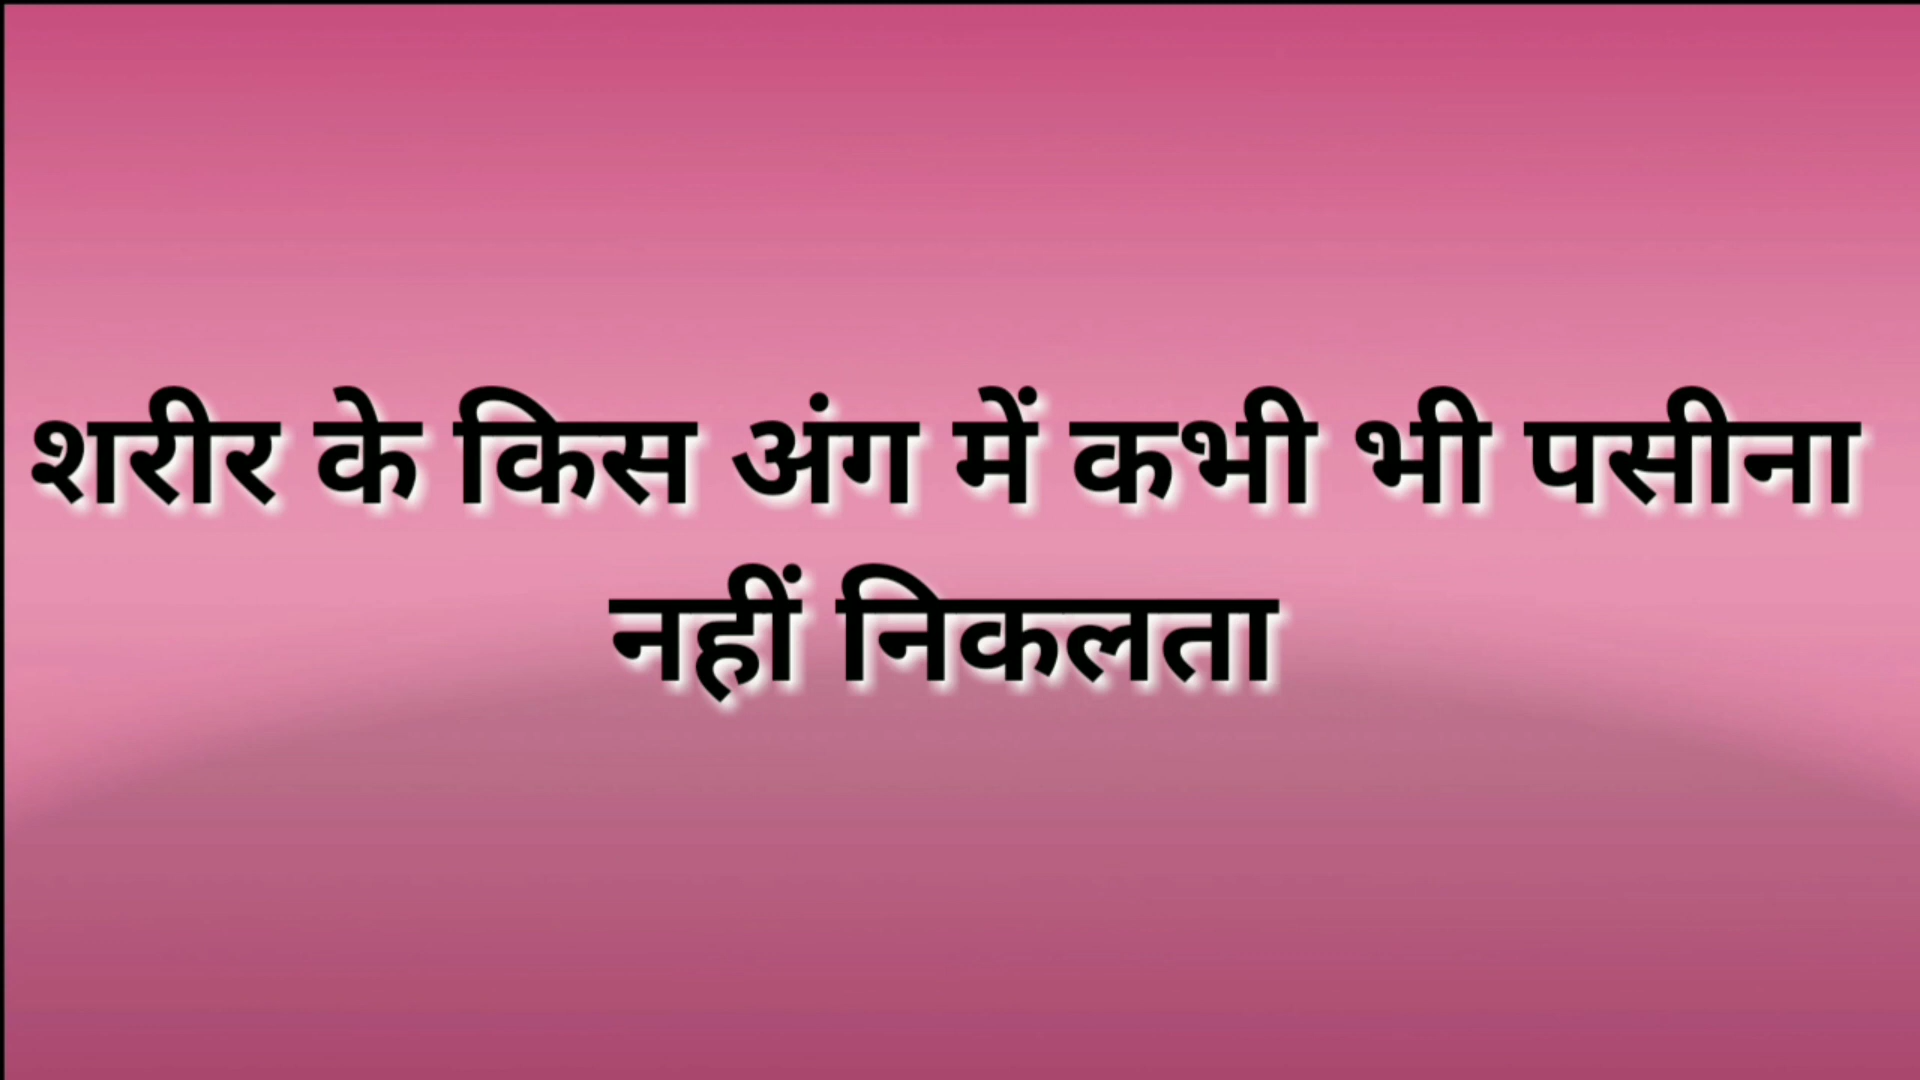 शरीर के किस अंग में कभी भी पसीना
नहीं निकलता